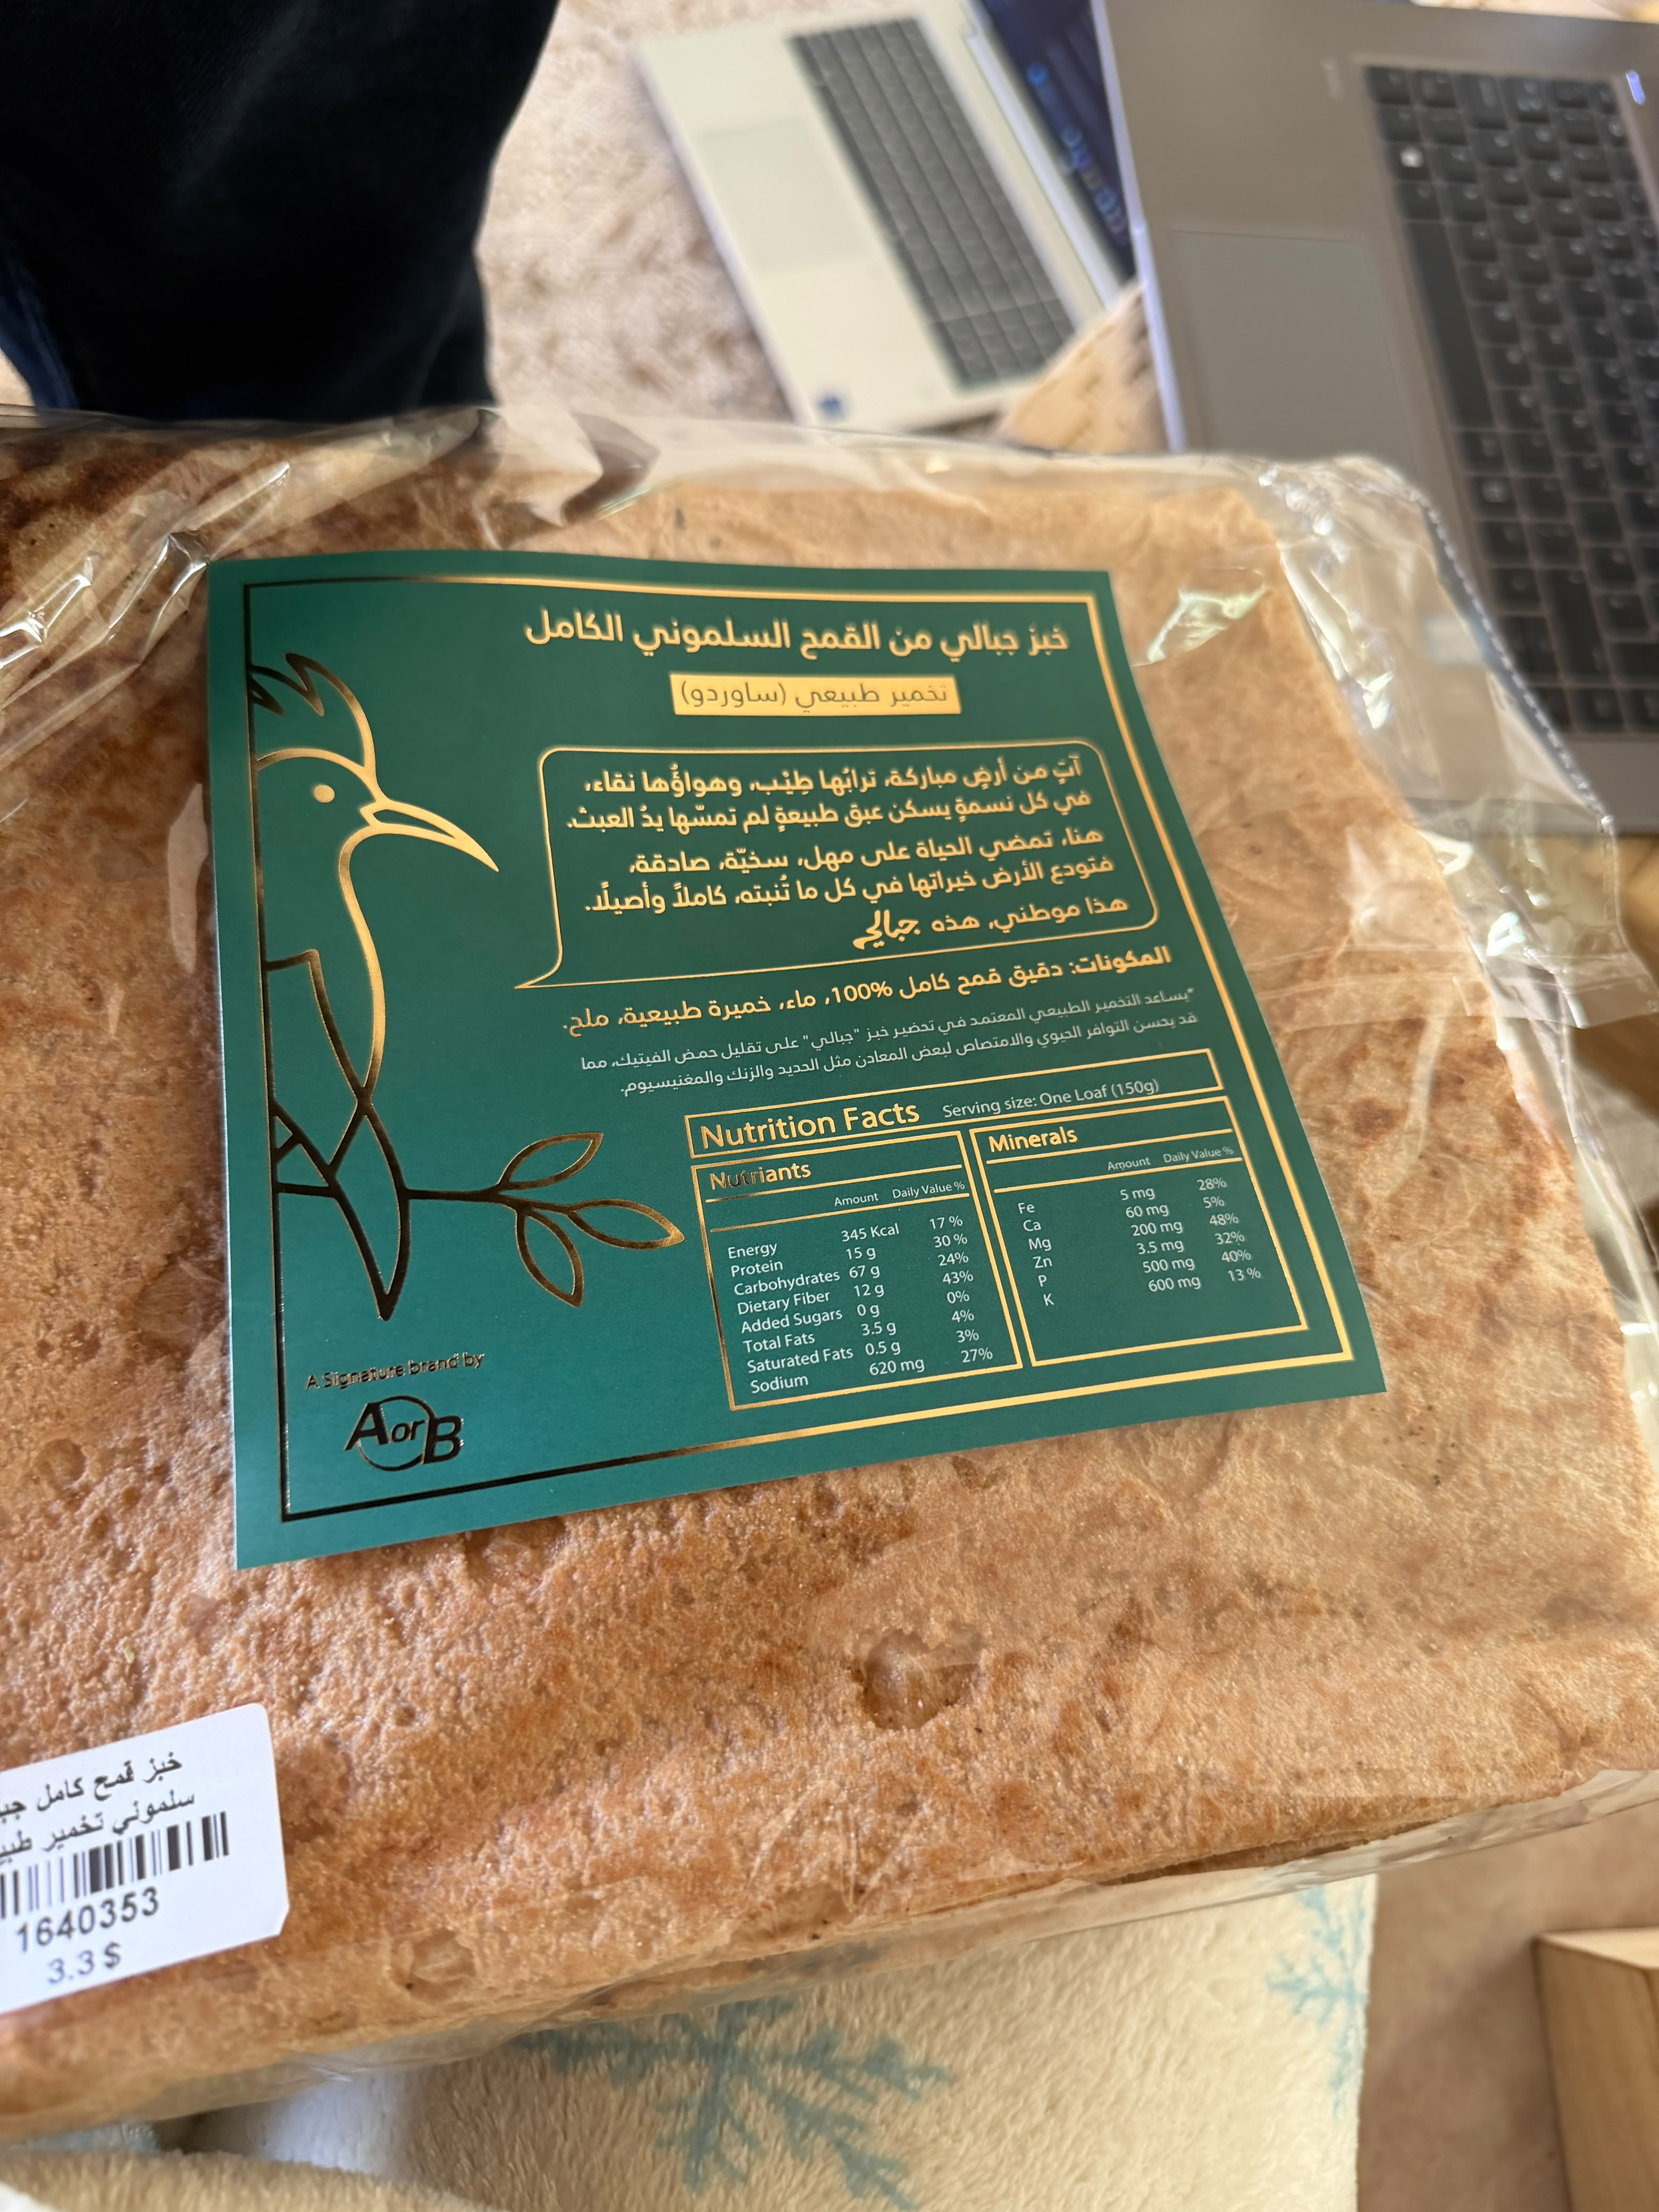 خبز جبالي من القمح السلموني الكامل
تخمير طبيعي (ساوردو)
آتٍ من أرضٍ مباركة، ترابُها طِيْب، وهواؤُها نقاء،
في كل نسمةٍ يسكن عبق طبيعةٍ لم تمسّها يدُ العبث.
هنا، تمضي الحياة على مهل، سخيّة، صادقة،
فتودع الأرض خيراتها في كل ما تُنبته، كاملاً وأصيلًا.
هذا موطني، هذه جبالي
المكونات: دقيق قمح كامل 100%، ماء، خميرة طبيعية، ملح.
*يساعد التخمير الطبيعي المعتمد في تحضير خبز "جبالي" على تقليل حمض الفيتيك، مما
قد يحسن التوافر الحيوي والامتصاص لبعض المعادن مثل الحديد والزنك والمغنيسيوم.
Nutrition Facts Serving size: One Loaf (150g)
Nutriants
Amount Daily Value %
Energy 345 Kcal 17 %
Protein 15 g 30 %
Carbohydrates 67 g 24%
Dietary Fiber 12 g 43%
Added Sugars 0 g 0%
Total Fats 3.5 g 4%
Saturated Fats 0.5 g 3%
Sodium 620 mg 27%
Minerals
Amount Daily Value %
Fe 5 mg 28%
Ca 60 mg 5%
Mg 200 mg 48%
Zn 3.5 mg 32%
P 500 mg 40%
K 600 mg 13 %
A Signature brand by
A or B
خبز قمح كامل
سلموني تخمير
1640353
3.3 $